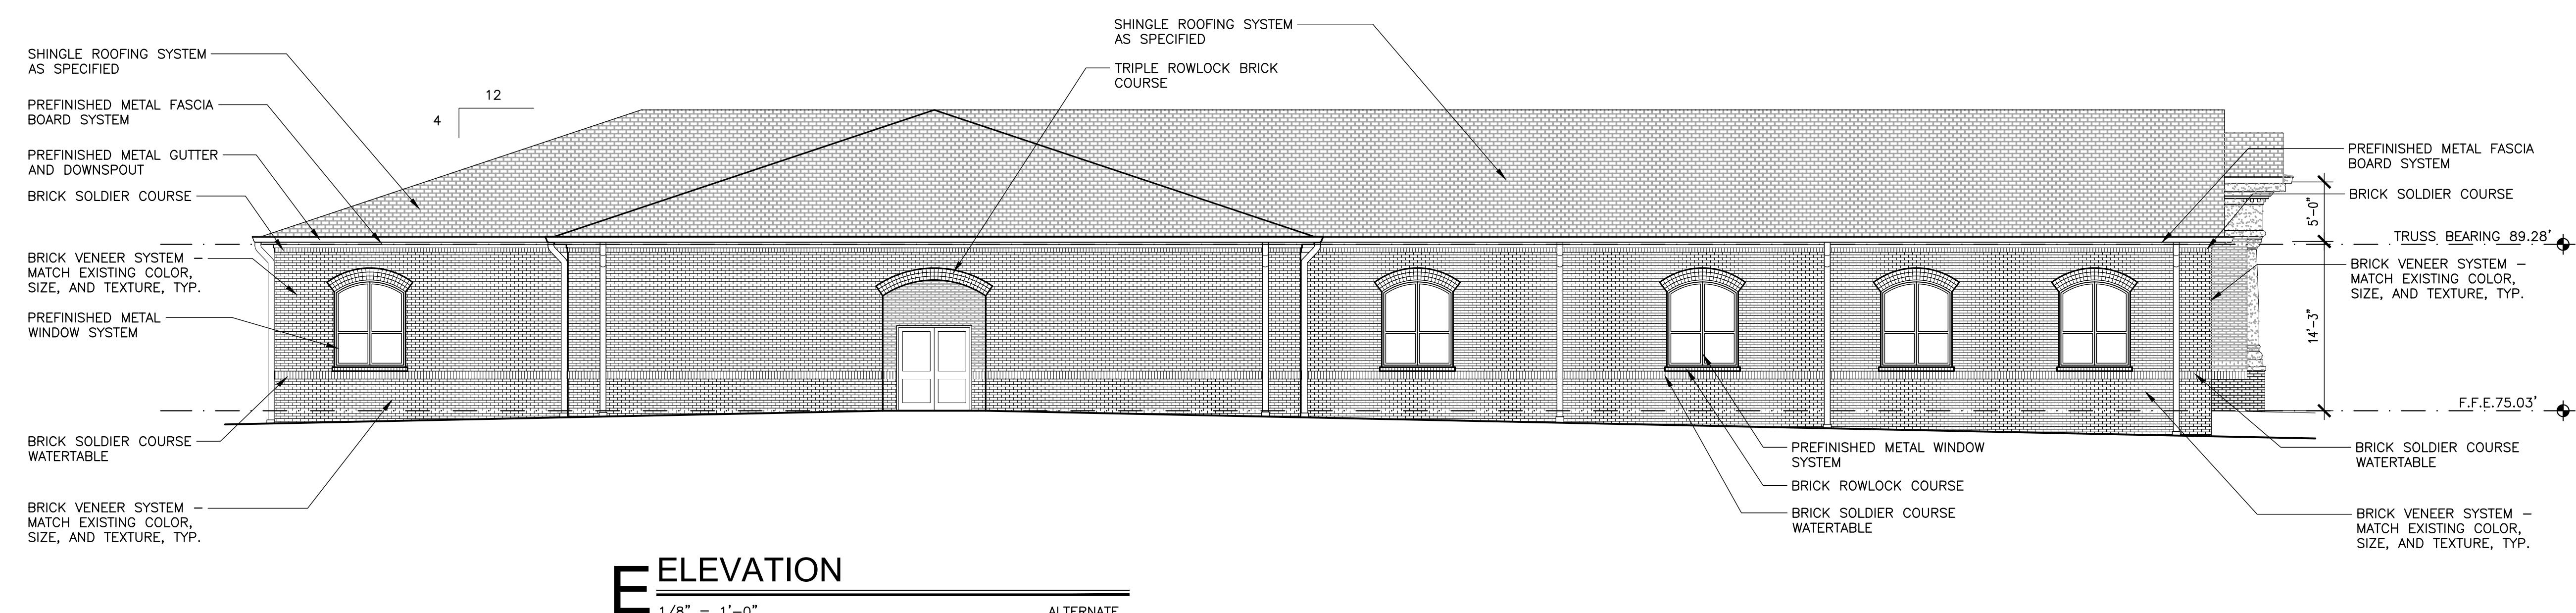 SHINGLE ROOFING SYSTEM
AS SPECIFIED
PREFINISHED METAL FASCIA
BOARD SYSTEM
PREFINISHED METAL GUTTER
AND DOWNSPOUT
BRICK SOLDIER COURSE
BRICK VENEER SYSTEM –
MATCH EXISTING COLOR,
SIZE, AND TEXTURE, TYP.
PREFINISHED METAL
WINDOW SYSTEM
BRICK SOLDIER COURSE
WATERTABLE
BRICK VENEER SYSTEM –
MATCH EXISTING COLOR,
SIZE, AND TEXTURE, TYP.
12
4
SHINGLE ROOFING SYSTEM
AS SPECIFIED
TRIPLE ROWLOCK BRICK
COURSE
PREFINISHED METAL WINDOW
SYSTEM
BRICK ROWLOCK COURSE
BRICK SOLDIER COURSE
WATERTABLE
PREFINISHED METAL FASCIA
BOARD SYSTEM
BRICK SOLDIER COURSE
5'-0"
TRUSS BEARING 89.28'
BRICK VENEER SYSTEM –
MATCH EXISTING COLOR,
SIZE, AND TEXTURE, TYP.
14'-3"
F.F.E.75.03'
BRICK SOLDIER COURSE
WATERTABLE
BRICK VENEER SYSTEM –
MATCH EXISTING COLOR,
SIZE, AND TEXTURE, TYP.
E ELEVATION
1/8" = 1'-0" ALTERNATE